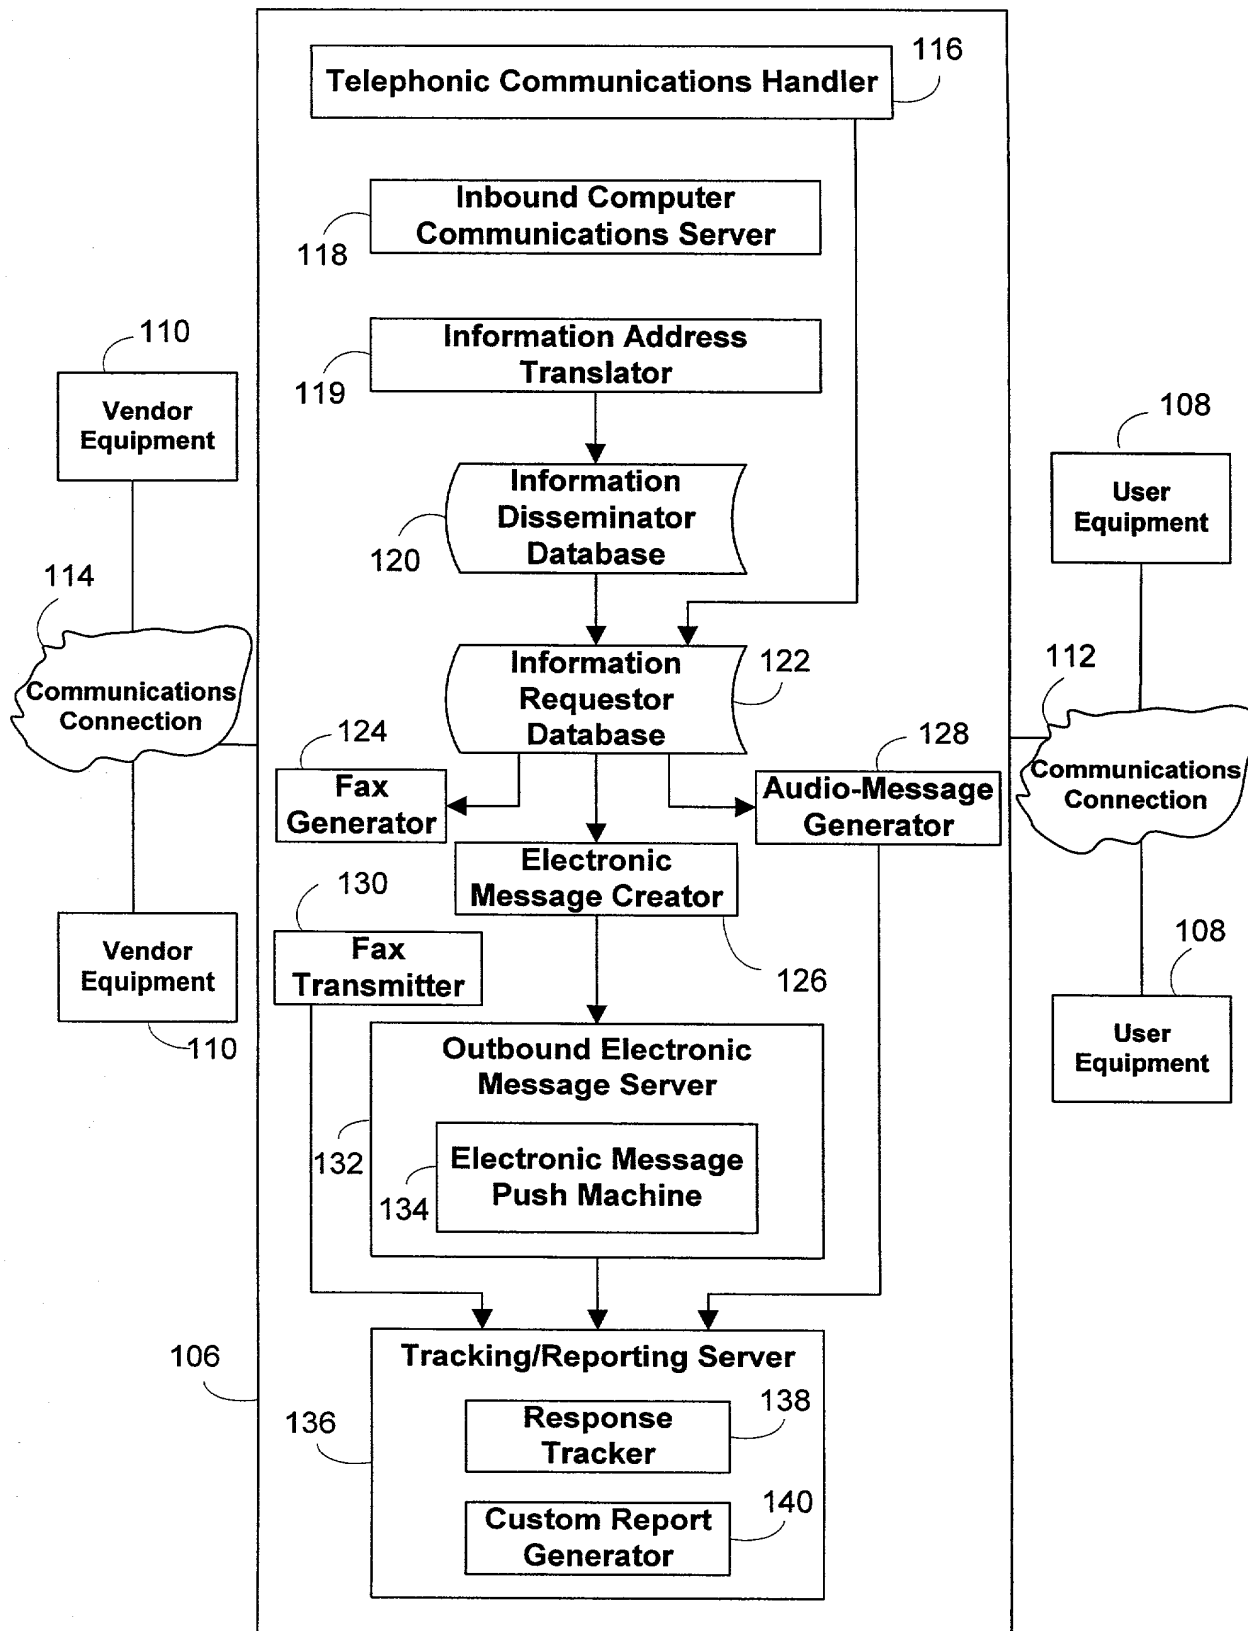 116
Telephonic Communications Handler
Inbound Computer
Communications Server
118
110
Information Address
Translator
119
Vendor
Equipment
108
Information
Disseminator
Database
120
User
Equipment
114
Communications
Connection
Information
Requestor
Database
122
112
124
128
Communications
Connection
Fax
Generator
Audio-Message
Generator
Electronic
Message Creator
130
126
Vendor
Equipment
110
Fax
Transmitter
108
User
Equipment
Outbound Electronic
Message Server
132
Electronic Message
Push Machine
134
106
Tracking/Reporting Server
136
Response
Tracker
138
Custom Report
Generator
140